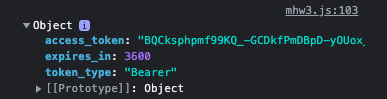 mhw3.js:103
▼ Object i
access_token: "BQCksphpmf99KQ_-GCDkfPmDBpD-yOUox_
expires_in: 3600
token_type: "Bearer"
▶ [[Prototype]]: Object